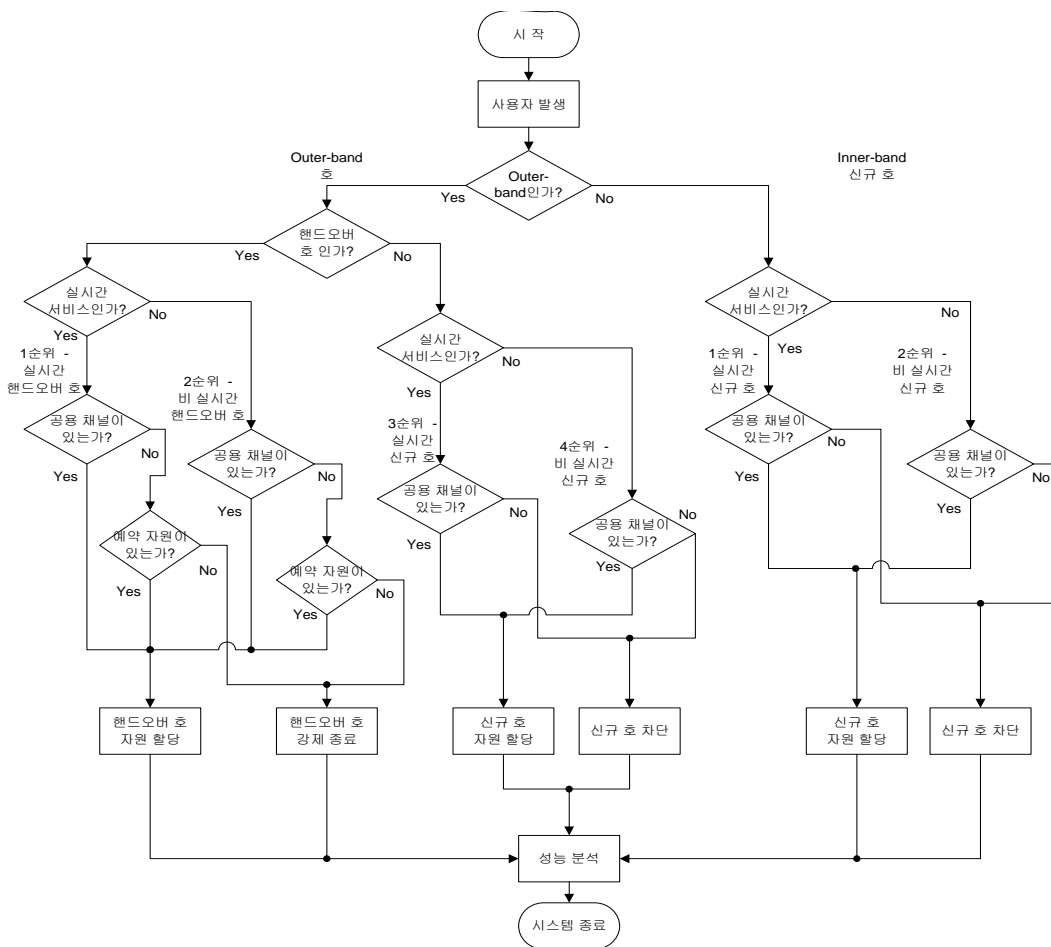 시 작
사용자 발생
Outer-band
호
Outer-
band인가?
Inner-band
신규 호
Yes
No
핸드오버
호 인가?
Yes
No
실시간
서비스인가?
No
Yes
1순위 -
실시간
핸드오버 호
2순위 -
비 실시간
핸드오버 호
공용 채널이
있는가?
No
Yes
공용 채널이
있는가?
No
Yes
예약 자원이
있는가?
No
Yes
예약 자원이
있는가?
No
Yes
실시간
서비스인가?
No
Yes
3순위 -
실시간
신규 호
4순위 -
비 실시간
신규 호
공용 채널이
있는가?
No
Yes
공용 채널이
있는가?
No
Yes
실시간
서비스인가?
No
Yes
1순위 -
실시간
신규 호
2순위 -
비 실시간
신규 호
공용 채널이
있는가?
No
Yes
공용 채널이
있는가?
No
Yes
핸드오버 호
자원 할당
핸드오버 호
강제 종료
신규 호
자원 할당
신규 호 차단
신규 호
자원 할당
신규 호 차단
성능 분석
시스템 종료